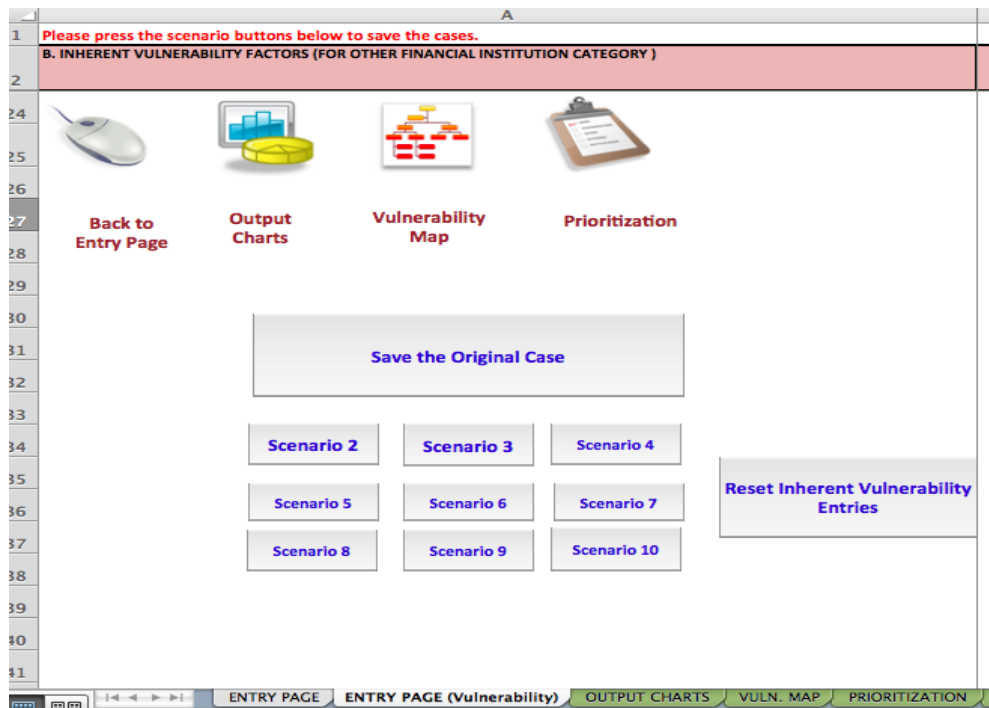 A
1 Please press the scenario buttons below to save the cases.
B. INHERENT VULNERABILITY FACTORS (FOR OTHER FINANCIAL INSTITUTION CATEGORY )
2
24
25
26
27
28
Back to
Entry Page
Output
Charts
Vulnerability
Map
Prioritization
29
30
31
32
Save the Original Case
33
34
Scenario 2 Scenario 3 Scenario 4
35
36
Scenario 5 Scenario 6 Scenario 7
Reset Inherent Vulnerability
Entries
37
38
Scenario 8 Scenario 9 Scenario 10
39
40
41
ENTRY PAGE ENTRY PAGE (Vulnerability) OUTPUT CHARTS VULN. MAP PRIORITIZATION